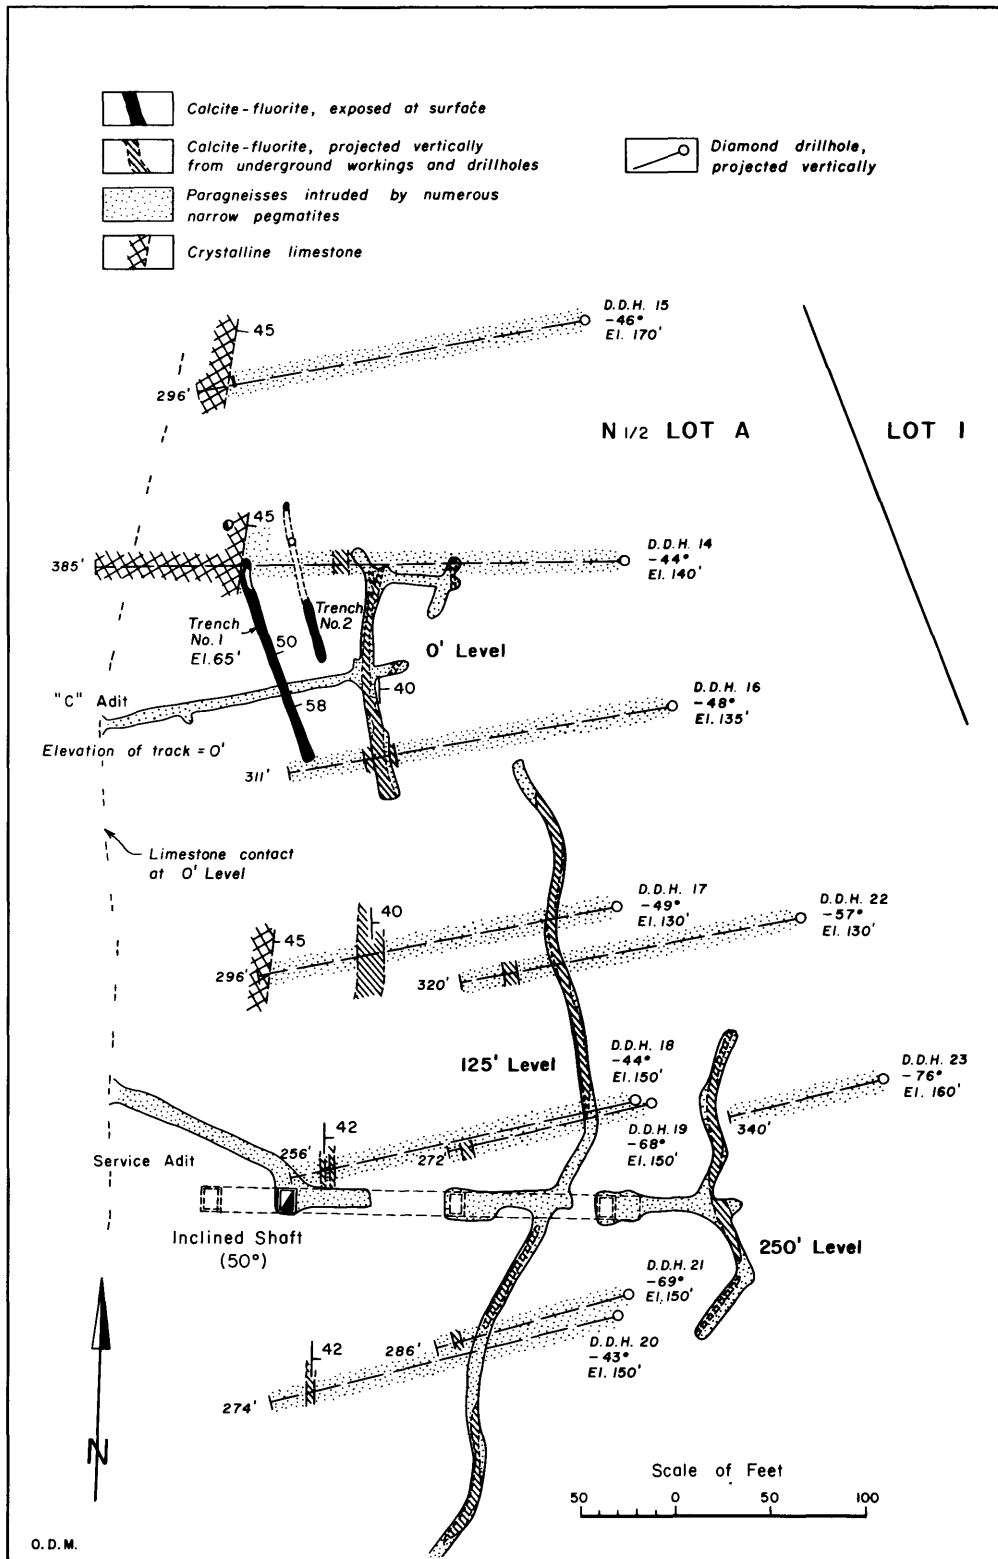 Calcite-fluorite, exposed at surface
Calcite-fluorite, projected vertically
from underground workings and drillholes
Paragneisses intruded by numerous
narrow pegmatites
Crystalline limestone
Diamond drillhole,
projected vertically
D.D.H. 15
-46°
El. 170'
45
296'
N 1/2 LOT A
LOT I
45
385'
D.D.H. 14
-44°
El. 140'
Trench
No. 1
El. 65'
Trench
No. 2
50
0' Level
"C" Adit
40
58
D.D.H. 16
-48°
El. 135'
Elevation of track = 0'
311'
Limestone contact
at 0' Level
D.D.H. 17
-49°
El. 130'
D.D.H. 22
-57°
El. 130'
40
45
296'
320'
125' Level
D.D.H. 18
-44°
El. 150'
D.D.H. 23
-76°
El. 160'
340'
42
256'
272'
D.D.H. 19
-68°
El. 150'
Service Adit
Inclined Shaft
(50°)
250' Level
D.D.H. 21
-69°
El. 150'
42
286'
D.D.H. 20
-43°
El. 150'
274'
N
Scale of Feet
50 0 50 100
O.D.M.